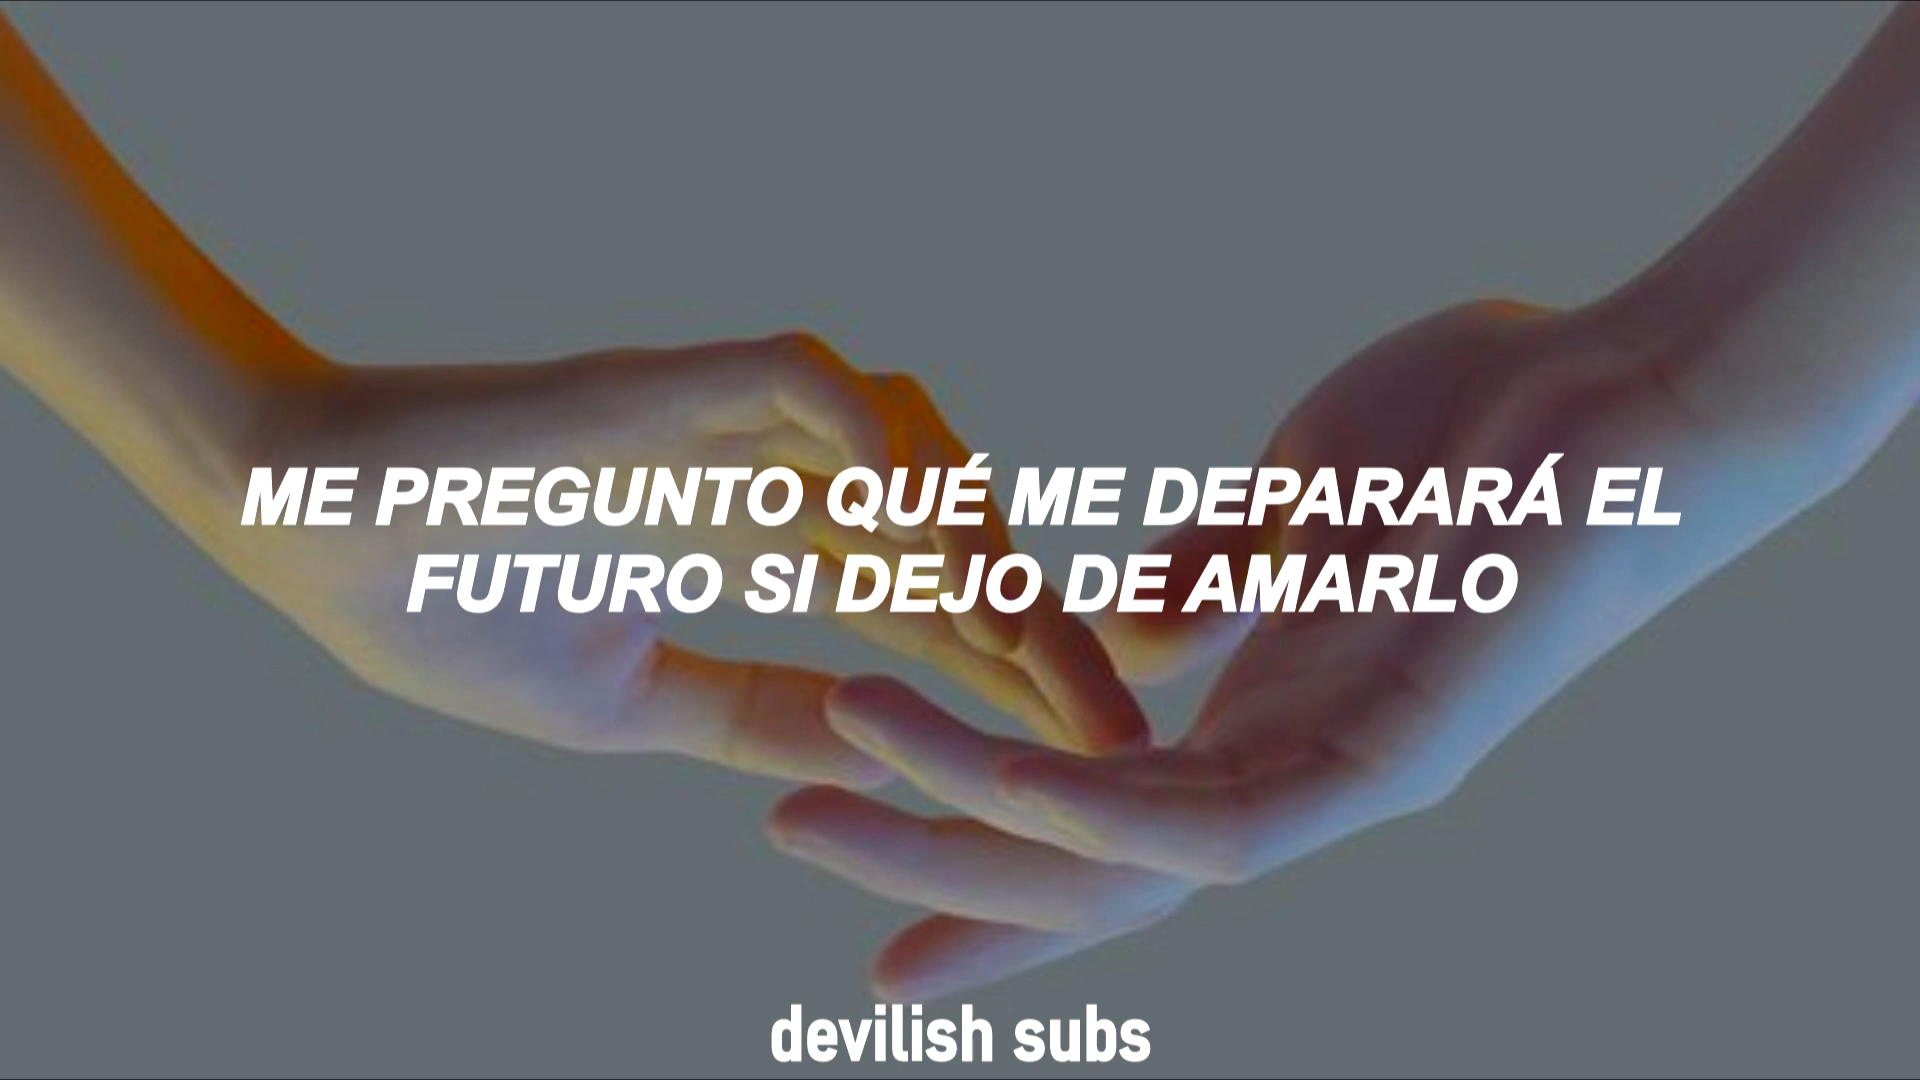 ME PREGUNTO QUÉ ME DEPARARÁ EL
FUTURO SI DEJO DE AMARLO
devilish subs